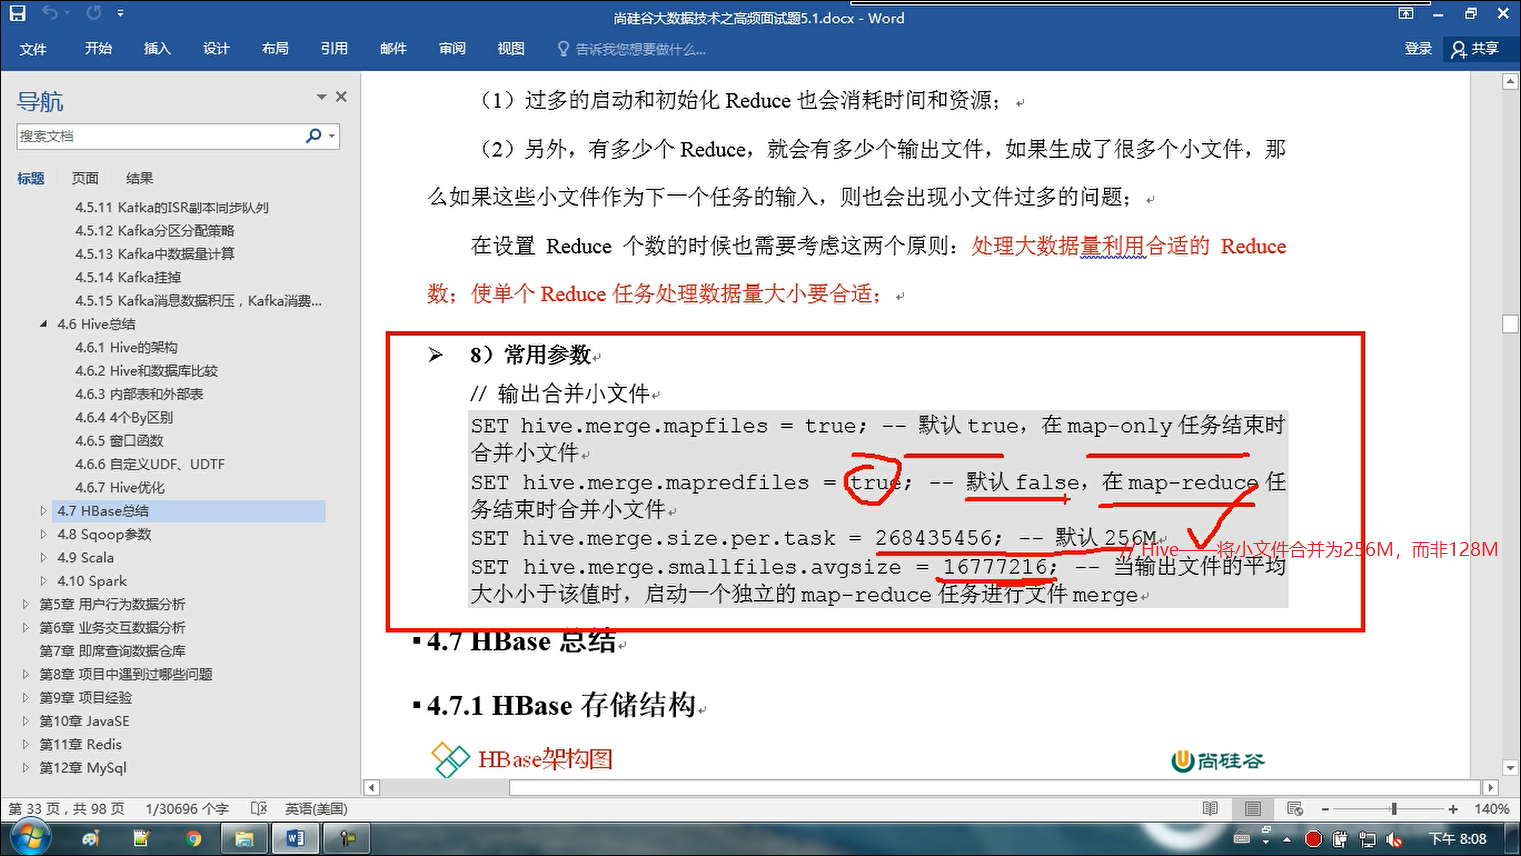 尚硅谷大数据技术之高频面试题5.1.docx - Word
文件 开始 插入 设计 布局 引用 邮件 审阅 视图 告诉我您想要做什么... 登录 共享
导航
搜索文档
标题 页面 结果
4.5.11 Kafka的ISR副本同步队列
4.5.12 Kafka分区分配策略
4.5.13 Kafka中数据量计算
4.5.14 Kafka挂掉
4.5.15 Kafka消息数据积压，Kafka消费...
4.6 Hive总结
4.6.1 Hive的架构
4.6.2 Hive和数据库比较
4.6.3 内部表和外部表
4.6.4 4个By区别
4.6.5 窗口函数
4.6.6 自定义UDF、UDTF
4.6.7 Hive优化
4.7 HBase总结
4.8 Sqoop参数
4.9 Scala
4.10 Spark
第5章 用户行为数据分析
第6章 业务交互数据分析
第7章 即席查询数据仓库
第8章 项目中遇到过哪些问题
第9章 项目经验
第10章 JavaSE
第11章 Redis
第12章 MySql
（1）过多的启动和初始化 Reduce 也会消耗时间和资源；
（2）另外，有多少个 Reduce，就会有多少个输出文件，如果生成了很多个小文件，那
么如果这些小文件作为下一个任务的输入，则也会出现小文件过多的问题；
在设置 Reduce 个数的时候也需要考虑这两个原则：处理大数据量利用合适的 Reduce
数；使单个 Reduce 任务处理数据量大小要合适；
8）常用参数
// 输出合并小文件
SET hive.merge.mapfiles = true; -- 默认 true，在 map-only 任务结束时
合并小文件
SET hive.merge.mapredfiles = true; -- 默认 false，在 map-reduce 任
务结束时合并小文件
SET hive.merge.size.per.task = 268435456; -- 默认 256M
// Hive——将小文件合并为256M，而非128M
SET hive.merge.smallfiles.avgsize = 16777216; -- 当输出文件的平均
大小小于该值时，启动一个独立的 map-reduce 任务进行文件 merge
4.7 HBase 总结
4.7.1 HBase 存储结构
HBase架构图
尚硅谷
第 33 页，共 98 页 1/30696 个字 英语(美国) 140%
下午 8:08